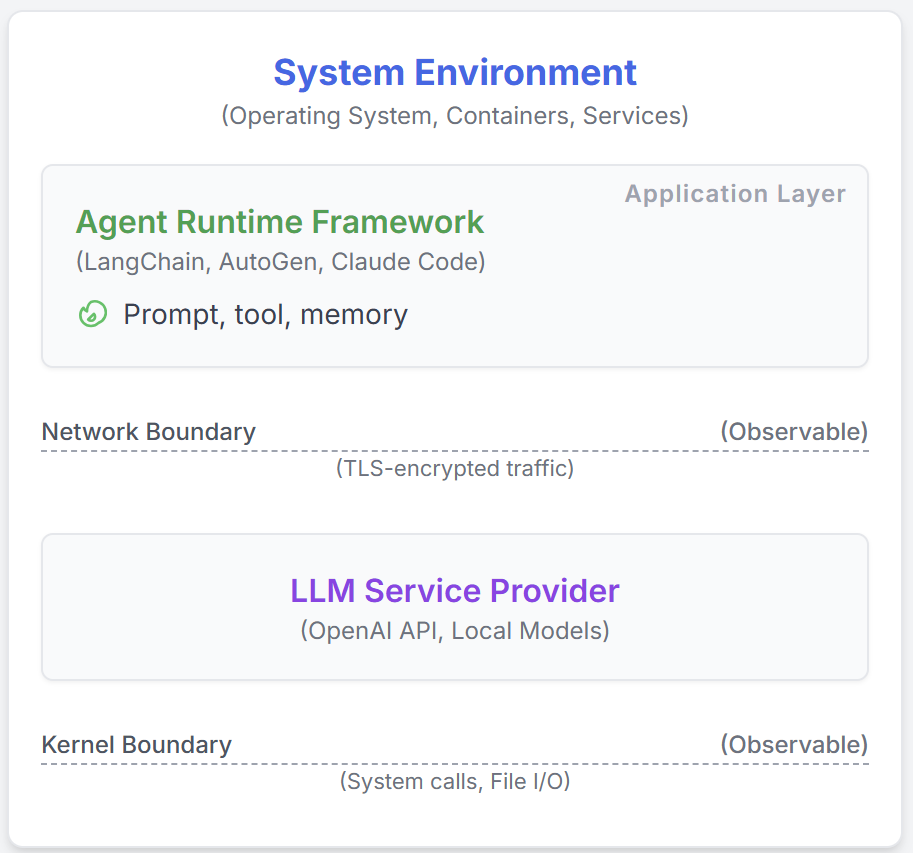 System Environment
(Operating System, Containers, Services)
Application Layer
Agent Runtime Framework
(LangChain, AutoGen, Claude Code)
Prompt, tool, memory
Network Boundary (Observable)
(TLS-encrypted traffic)
LLM Service Provider
(OpenAI API, Local Models)
Kernel Boundary (Observable)
(System calls, File I/O)